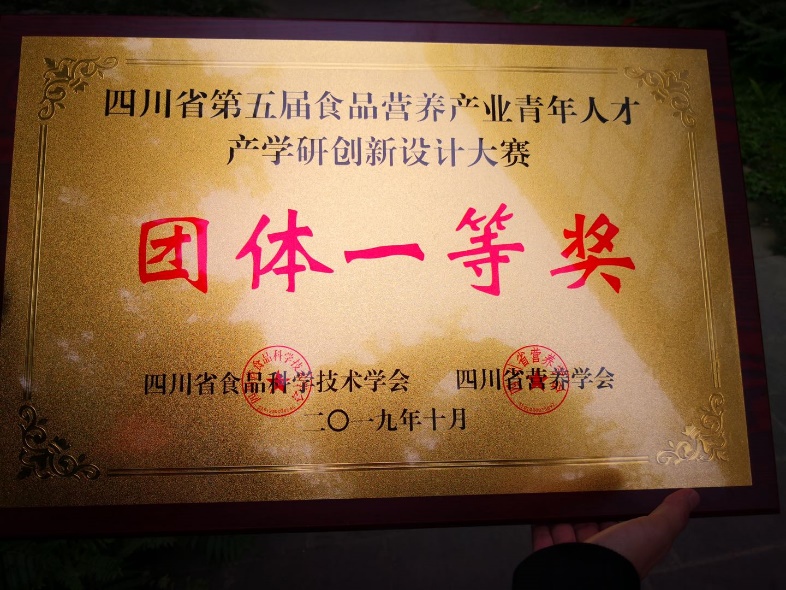 四川省第五届食品营养产业青年人才
产学研创新设计大赛
团体一等奖
四川省食品科学技术学会 四川省营养学会
二〇一九年十月